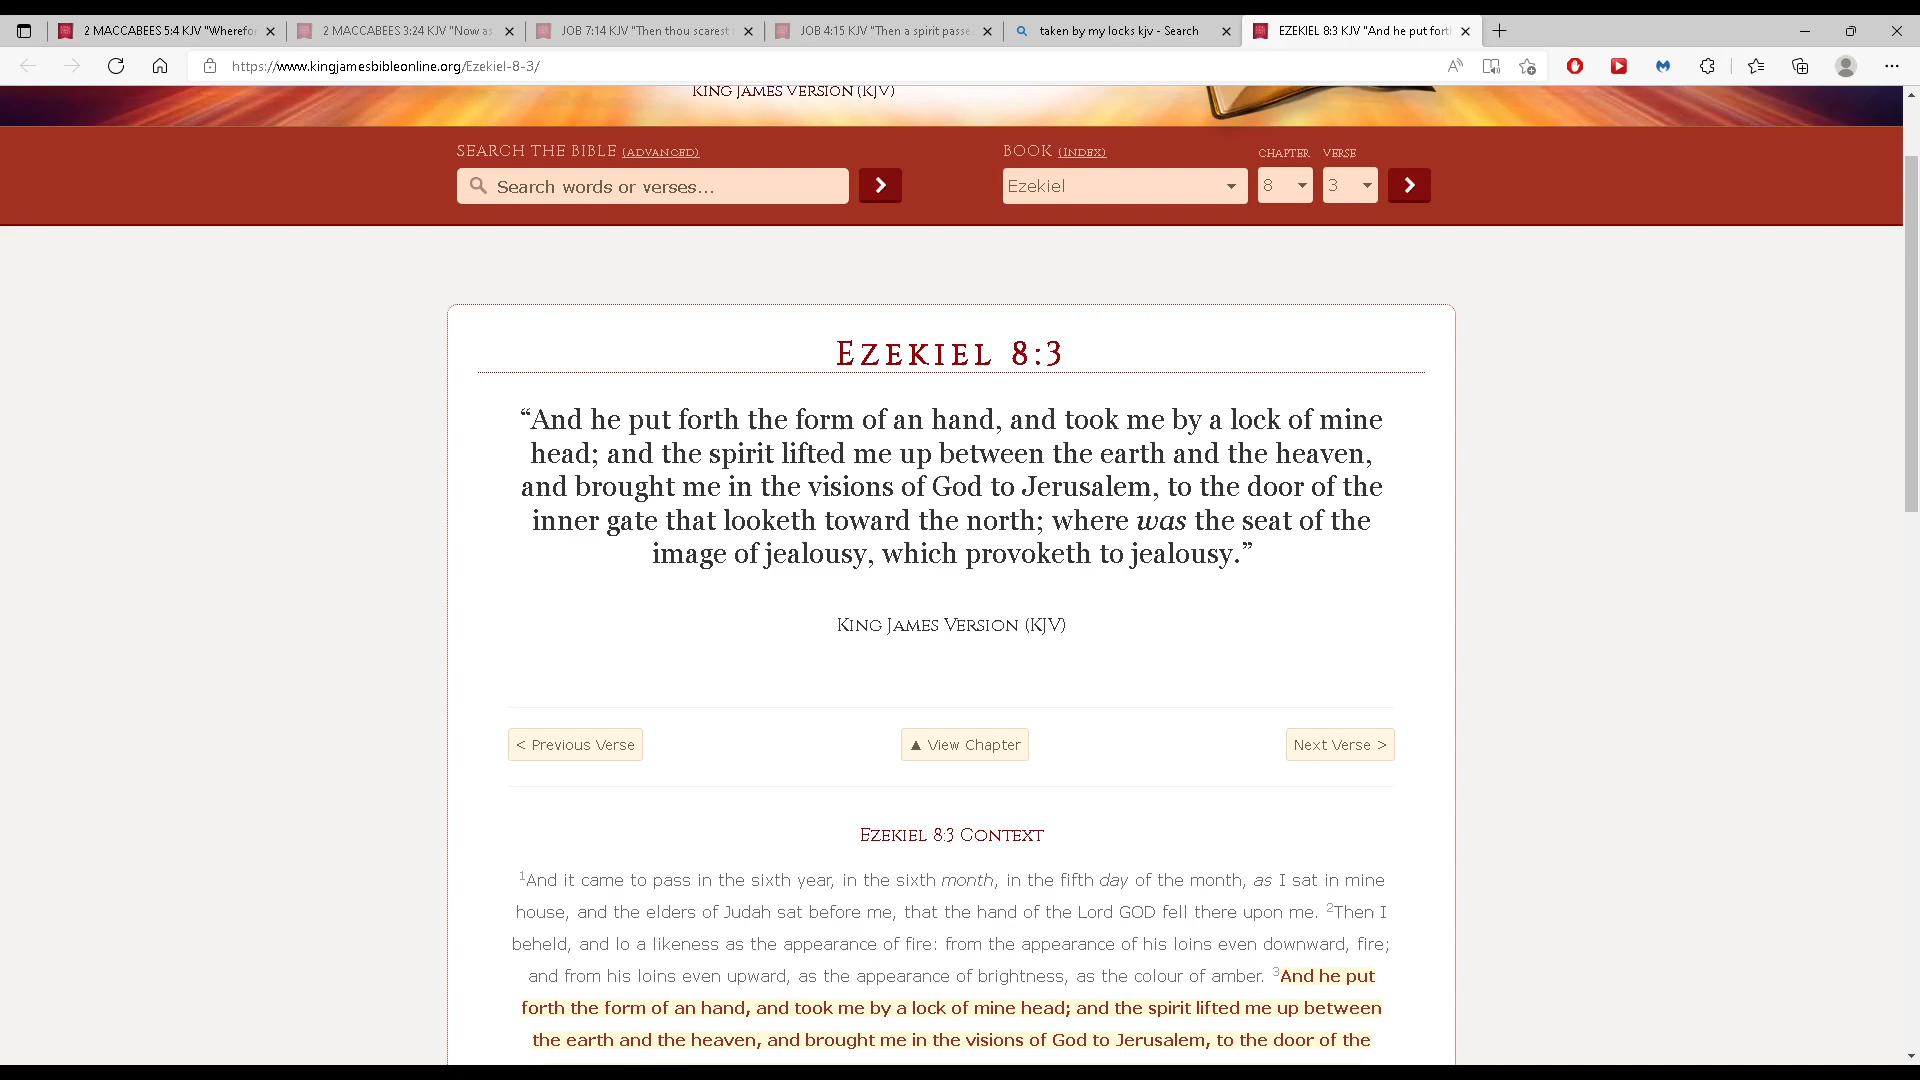 2 MACCABEES 5:4 KJV "Wherefor
2 MACCABEES 3:24 KJV "Now as
JOB 7:14 KJV "Then thou scarest
JOB 4:15 KJV "Then a spirit passe
taken by my locks kjv - Search
EZEKIEL 8:3 KJV "And he put fort
https://www.kingjamesbibleonline.org/Ezekiel-8-3/
KING JAMES VERSION (KJV)
SEARCH THE BIBLE (ADVANCED)
BOOK (INDEX)
CHAPTER
VERSE
Search words or verses...
Ezekiel
8
3
EZEKIEL 8:3
“And he put forth the form of an hand, and took me by a lock of mine
head; and the spirit lifted me up between the earth and the heaven,
and brought me in the visions of God to Jerusalem, to the door of the
inner gate that looketh toward the north; where was the seat of the
image of jealousy, which provoketh to jealousy.”
KING JAMES VERSION (KJV)
< Previous Verse
▲ View Chapter
Next Verse >
EZEKIEL 8:3 CONTEXT
1And it came to pass in the sixth year, in the sixth month, in the fifth day of the month, as I sat in mine
house, and the elders of Judah sat before me, that the hand of the Lord GOD fell there upon me. 2Then I
beheld, and lo a likeness as the appearance of fire: from the appearance of his loins even downward, fire;
and from his loins even upward, as the appearance of brightness, as the colour of amber. 3And he put
forth the form of an hand, and took me by a lock of mine head; and the spirit lifted me up between
the earth and the heaven, and brought me in the visions of God to Jerusalem, to the door of the